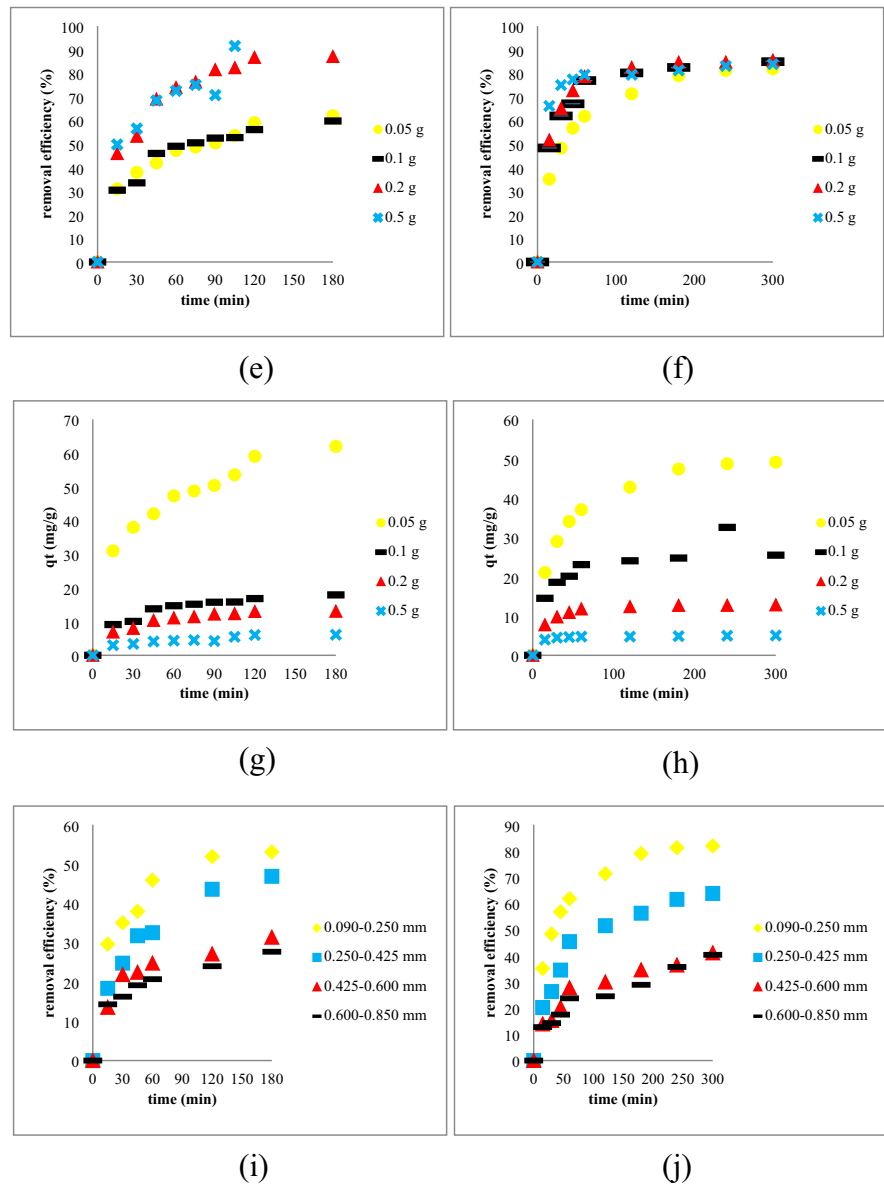 removal efficiency (%)
100
90
80
70
60
50
40
30
20
10
0
0 30 60 90 120 150 180
time (min)
0.05 g
0.1 g
0.2 g
0.5 g
(e)
removal efficiency (%)
100
90
80
70
60
50
40
30
20
10
0
0 100 200 300
time (min)
0.05 g
0.1 g
0.2 g
0.5 g
(f)
qt (mg/g)
70
60
50
40
30
20
10
0
0 30 60 90 120 150 180
time (min)
0.05 g
0.1 g
0.2 g
0.5 g
(g)
qt (mg/g)
60
50
40
30
20
10
0
0 100 200 300
time (min)
0.05 g
0.1 g
0.2 g
0.5 g
(h)
removal efficiency (%)
60
50
40
30
20
10
0
0 30 60 90 120 150 180
time (min)
0.090-0.250 mm
0.250-0.425 mm
0.425-0.600 mm
0.600-0.850 mm
(i)
removal efficiency (%)
90
80
70
60
50
40
30
20
10
0
0 50 100 150 200 250 300
time (min)
0.090-0.250 mm
0.250-0.425 mm
0.425-0.600 mm
0.600-0.850 mm
(j)